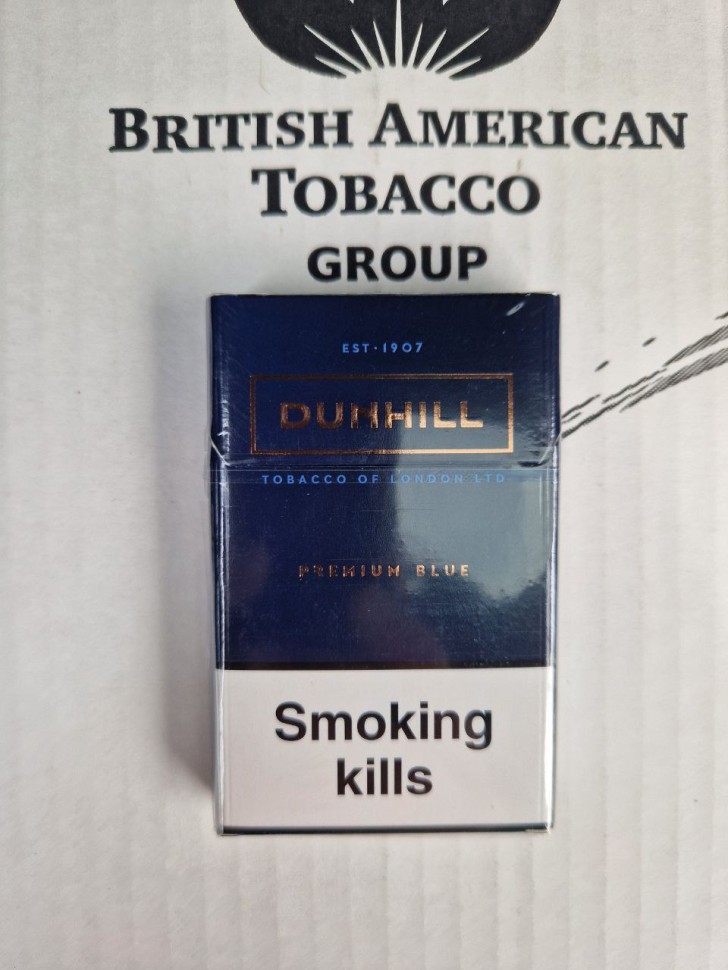 BRITISH AMERICAN
TOBACCO
GROUP
EST·1907
DUNHILL
TOBACCO OF LONDON LTD
PREMIUM BLUE
Smoking
kills